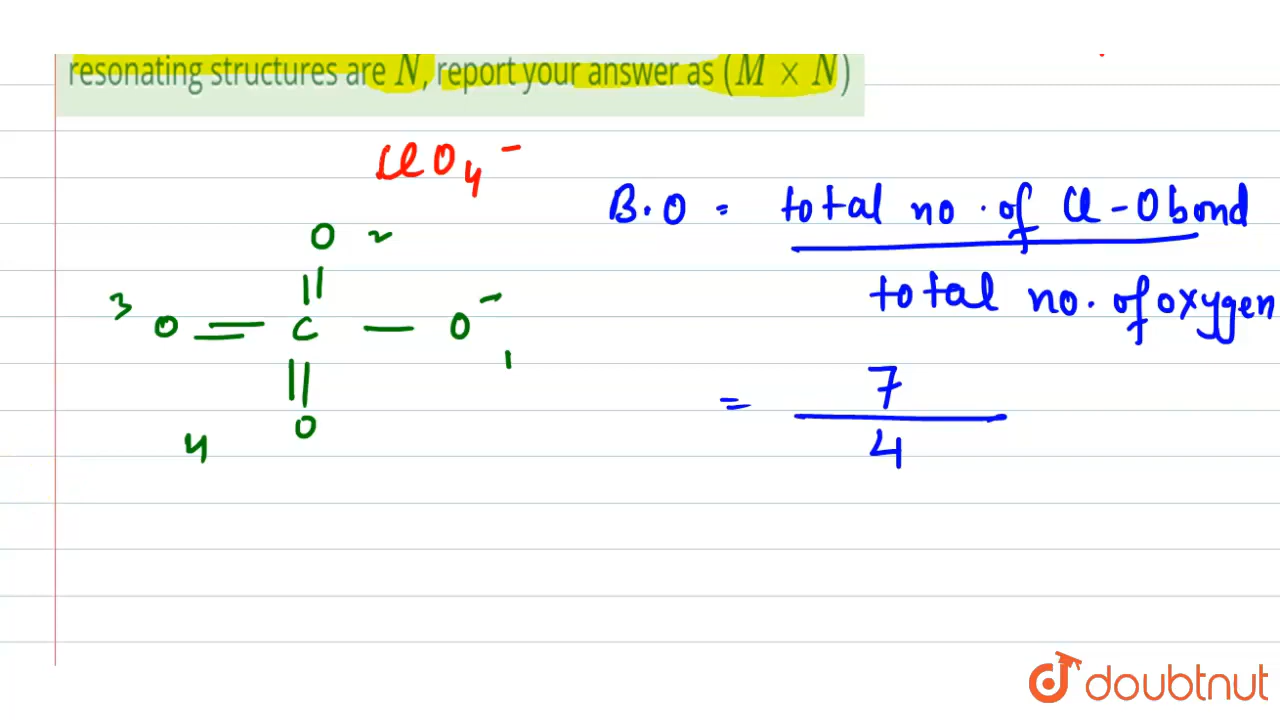 resonating structures are N, report your answer as (M × N)
ClO4 -
B.O = total no. of Cl-O bond
total no. of oxygen
= 7
4
O 2
3 O = C - O -
1
O
4
doubtnut